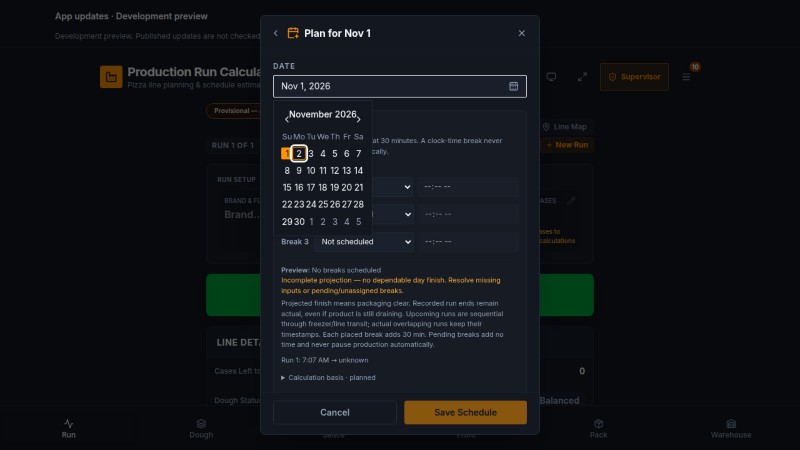 App updates · Development preview
Development preview. Published updates are not checked
Production Run Calcula
Pizza line planning & schedule estima
Supervisor
10
Provisional —
Line Map
RUN 1 OF 1
+ New Run
RUN SETUP
BRAND & F
Brand..
ASES
ases to
calculations
LINE DETA
Cases Left to
0
Dough Status
Balanced
Plan for Nov 1
DATE
Nov 1, 2026
November 2026
Su Mo Tu We Th Fr Sa
1 2 3 4 5 6 7
8 9 10 11 12 13 14
15 16 17 18 19 20 21
22 23 24 25 26 27 28
29 30 1 2 3 4 5
at 30 minutes. A clock-time break never
cally.
--:-- --
--:-- --
Break 3 Not scheduled --:-- --
Preview: No breaks scheduled
Incomplete projection — no dependable day finish. Resolve missing
inputs or pending/unassigned breaks.
Projected finish means packaging clear. Recorded run ends remain
actual, even if product is still draining. Upcoming runs are sequential
through freezer/line transit; actual overlapping runs keep their
timestamps. Each placed break adds 30 min. Pending breaks add no
time and never pause production automatically.
Run 1: 7:07 AM → unknown
Calculation basis · planned
Cancel
Save Schedule
Run
Dough
Sauce
Front
Pack
Warehouse